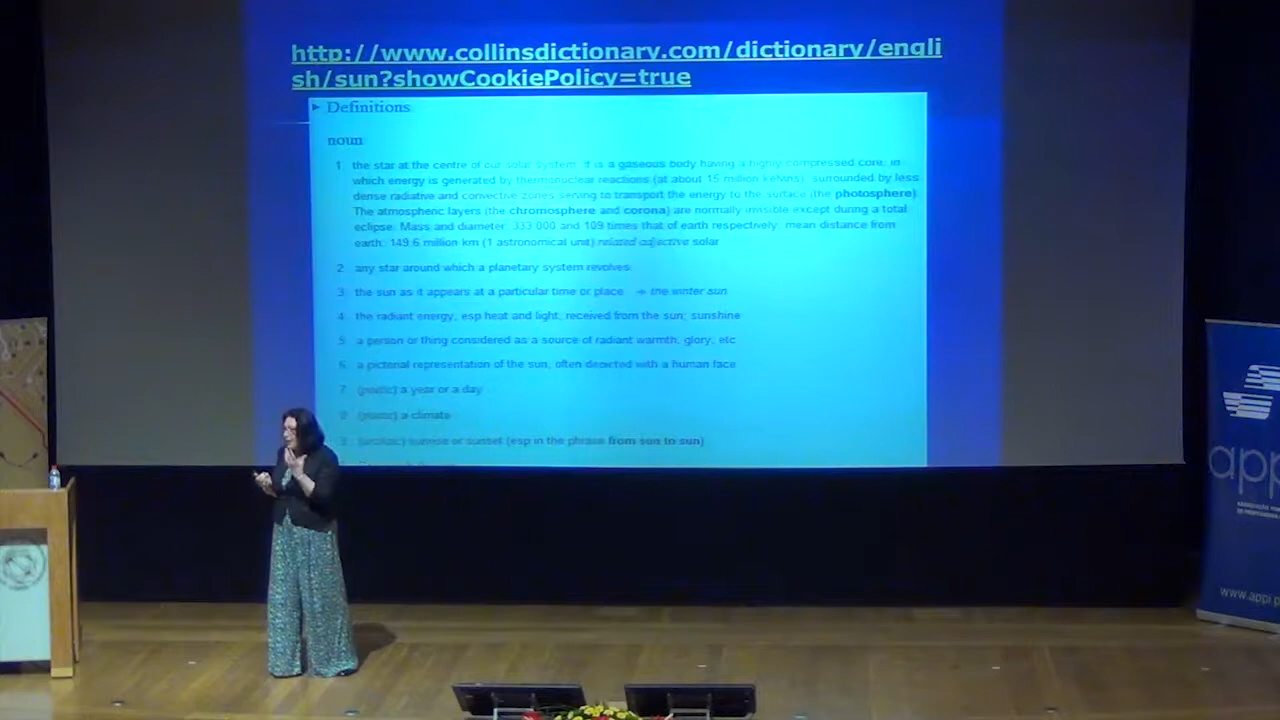 http://www.collinsdictionary.com/dictionary/engli
sh/sun?showCookiePolicy=true
Definitions
noun
1 the star at the centre of our solar system. It is a gaseous body having a highly compressed core, in
which energy is generated by thermonuclear reactions (at about 15 million kelvins), surrounded by less
dense radiative and convective zones serving to transport the energy to the surface (the photosphere).
The atmospheric layers (the chromosphere and corona) are normally invisible except during a total
eclipse. Mass and diameter: 333 000 and 109 times that of earth respectively; mean distance from
earth: 149.6 million km (1 astronomical unit) related adjective solar
2 any star around which a planetary system revolves
3 the sun as it appears at a particular time or place ⇒ the winter sun
4 the radiant energy, esp heat and light, received from the sun; sunshine
5 a person or thing considered as a source of radiant warmth, glory, etc
6 a pictorial representation of the sun, often depicted with a human face
7 (poetic) a year or a day
8 (poetic) a climate
9 (archaic) sunrise or sunset (esp in the phrase from sun to sun)
app
www.appi.p